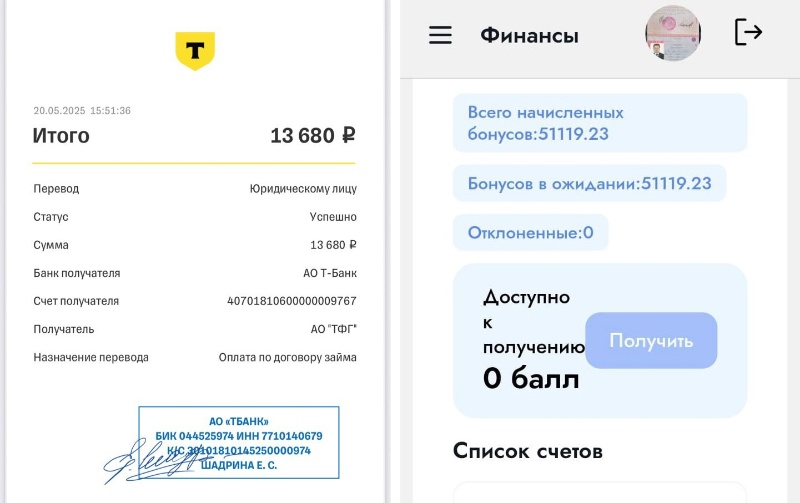 Т
20.05.2025 15:51:36
Итого 13 680 ₽
Перевод Юридическому лицу
Статус Успешно
Сумма 13 680 ₽
Банк получателя АО Т-Банк
Счет получателя 40701810600000009767
Получатель АО "ТФГ"
Назначение перевода Оплата по договору займа
АО «ТБАНК»
БИК 044525974 ИНН 7710140679
К/С 30101810145250000974
ШАДРИНА Е. С.
Финансы
Всего начисленных
бонусов:51119.23
Бонусов в ожидании:51119.23
Отклоненные:0
Доступно
к
получению
Получить
0 балл
Список счетов